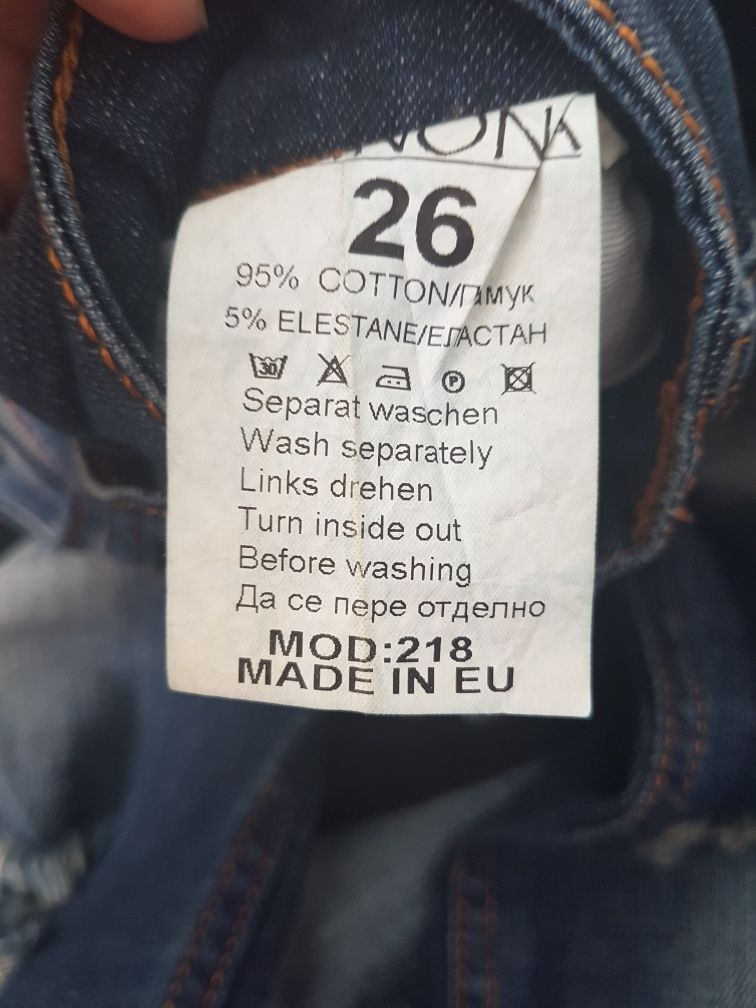 26
95% COTTON/ПАМУК
5% ELESTANE/ЕЛАСТАН
30
P
Separat waschen
Wash separately
Links drehen
Turn inside out
Before washing
Да се пере отделно
MOD:218
MADE IN EU